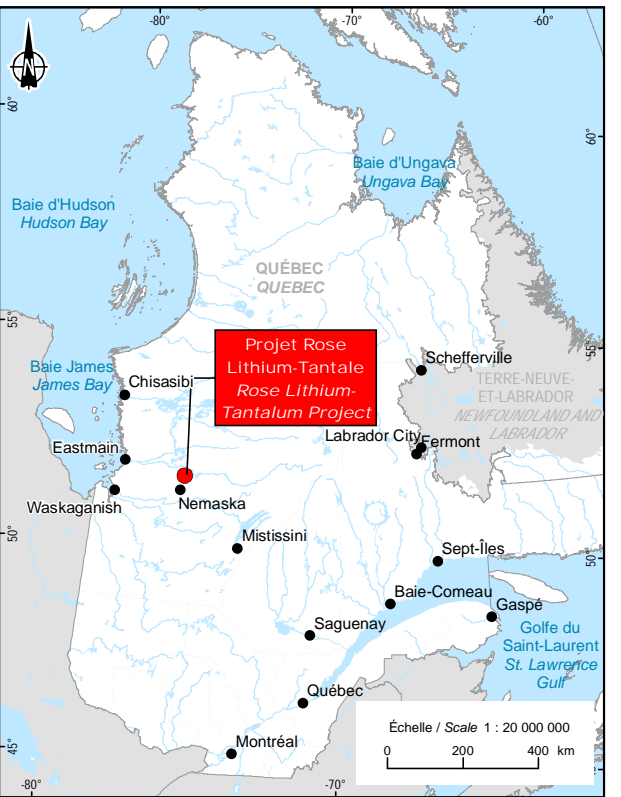 -80°
-70°
-60°
60°
60°
Baie d'Ungava
Ungava Bay
Baie d'Hudson
Hudson Bay
QUÉBEC
QUEBEC
55°
55°
Projet Rose
Lithium-Tantale
Rose Lithium-
Tantalum Project
Baie James
James Bay
Chisasibi
Schefferville
TERRE-NEUVE-
ET-LABRADOR
NEWFOUNDLAND AND
LABRADOR
Labrador City
Fermont
Eastmain
Waskaganish
Nemaska
50°
50°
Mistissini
Sept-Îles
Baie-Comeau
Gaspé
Saguenay
Golfe du
Saint-Laurent
St. Lawrence
Gulf
Québec
Montréal
45°
45°
Échelle / Scale 1 : 20 000 000
0 200 400 km
-80°
-70°
-60°